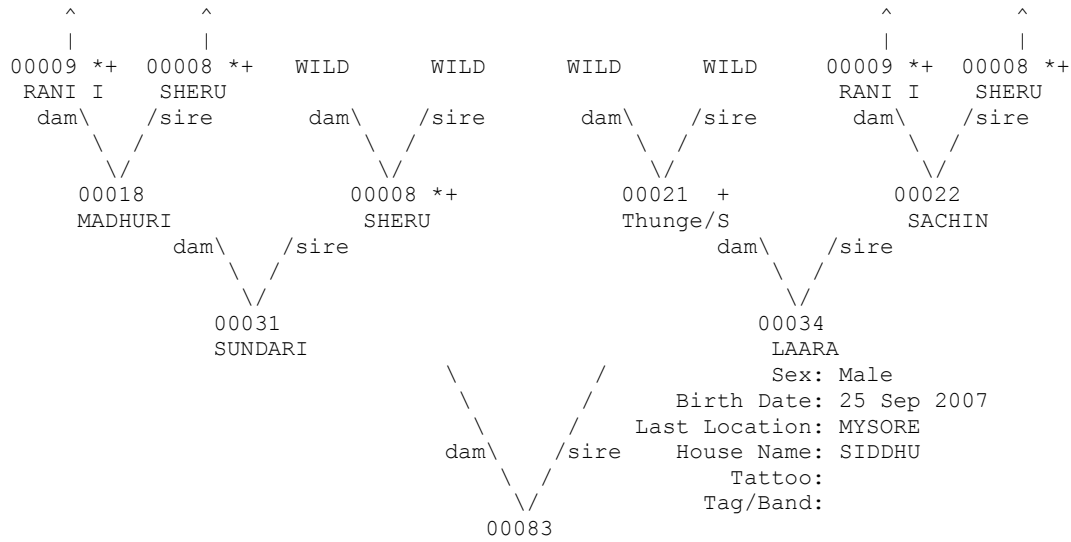 ^ ^ ^ ^
| | | |
00009 *+ 00008 *+ WILD WILD WILD WILD 00009 *+ 00008 *+
RANI I SHERU RANI I SHERU
dam\ /sire dam\ /sire dam\ /sire dam\ /sire
\ / \ / \ / \ /
\/ \/ \/ \/
00018 00008 *+ 00021 + 00022
MADHURI SHERU Thunge/S SACHIN
dam\ /sire dam\ /sire
\ / \ /
\/ \/
00031 00034
SUNDARI LAARA
\ / Sex: Male
\ / Birth Date: 25 Sep 2007
\ / Last Location: MYSORE
dam\ /sire House Name: SIDDHU
\ / Tattoo:
\/ Tag/Band:
00083